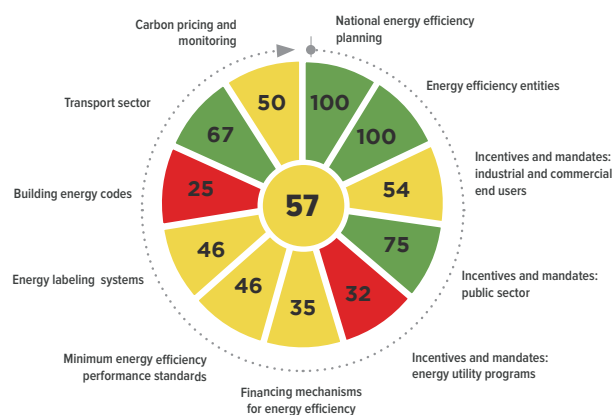 Carbon pricing and
monitoring
National energy efficiency
planning
Energy efficiency entities
Transport sector
50
100
67
100
Incentives and mandates:
industrial and commercial
end users
Building energy codes
25
57
54
46
75
Energy labeling systems
46
35
32
Incentives and mandates:
public sector
Minimum energy efficiency
performance standards
Financing mechanisms
for energy efficiency
Incentives and mandates:
energy utility programs